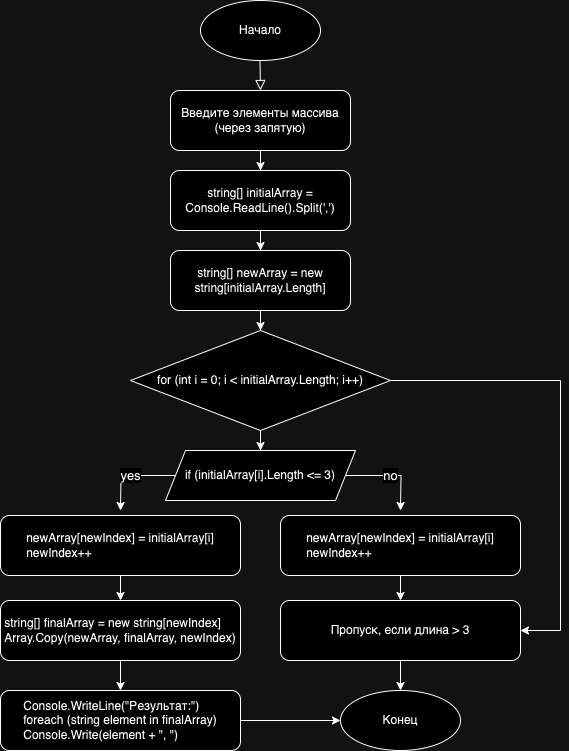 Начало
Введите элементы массива
(через запятую)
string[] initialArray =
Console.ReadLine().Split(',')
string[] newArray = new
string[initialArray.Length]
for (int i = 0; i < initialArray.Length; i++)
if (initialArray[i].Length <= 3)
yes
no
newArray[newIndex] = initialArray[i]
newIndex++
newArray[newIndex] = initialArray[i]
newIndex++
string[] finalArray = new string[newIndex]
Array.Copy(newArray, finalArray, newIndex)
Пропуск, если длина > 3
Console.WriteLine("Результат:")
foreach (string element in finalArray)
Console.Write(element + ", ")
Конец